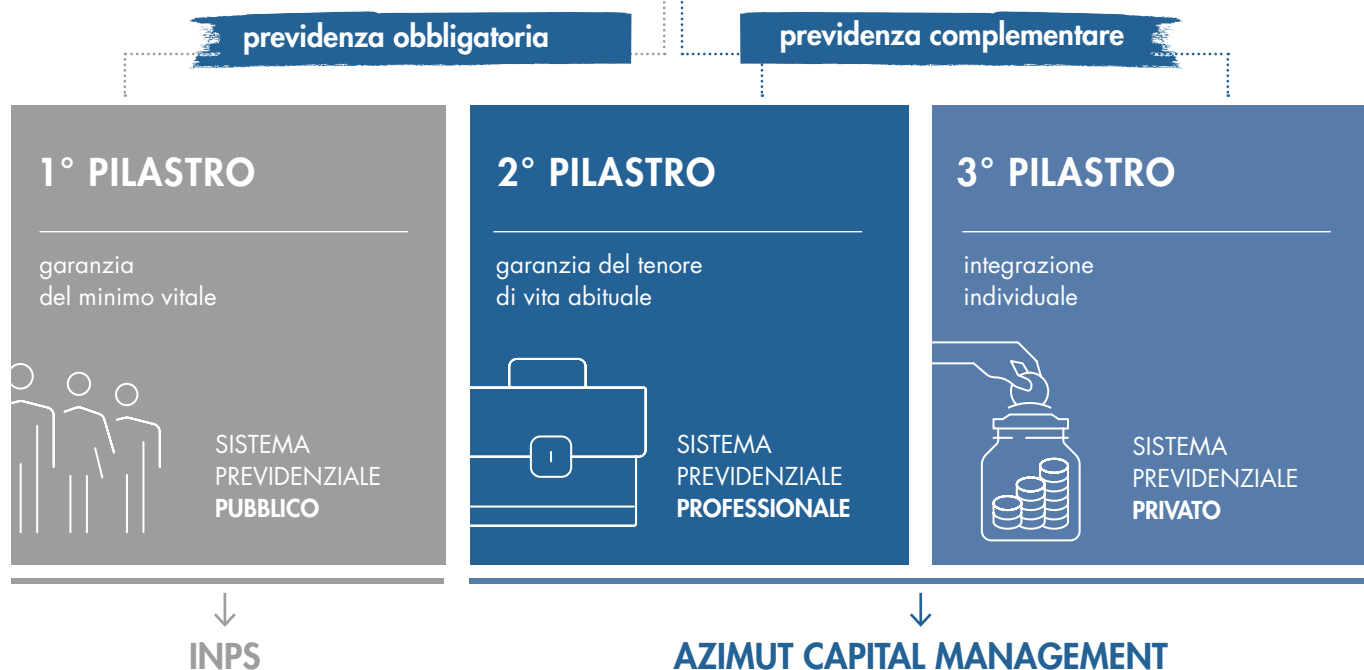 previdenza obbligatoria
previdenza complementare
1° PILASTRO
garanzia
del minimo vitale
SISTEMA
PREVIDENZIALE
PUBBLICO
2° PILASTRO
garanzia del tenore
di vita abituale
SISTEMA
PREVIDENZIALE
PROFESSIONALE
3° PILASTRO
integrazione
individuale
SISTEMA
PREVIDENZIALE
PRIVATO
INPS
AZIMUT CAPITAL MANAGEMENT